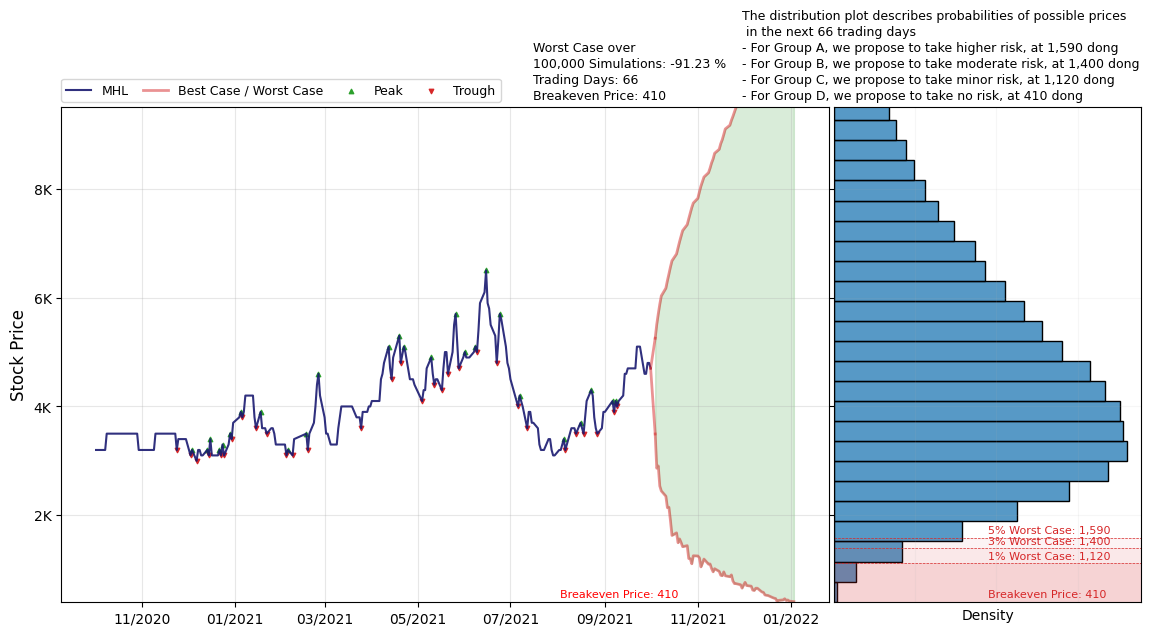 The distribution plot describes probabilities of possible prices
in the next 66 trading days
- For Group A, we propose to take higher risk, at 1,590 dong
- For Group B, we propose to take moderate risk, at 1,400 dong
- For Group C, we propose to take minor risk, at 1,120 dong
- For Group D, we propose to take no risk, at 410 dong
Worst Case over
100,000 Simulations: -91.23 %
Trading Days: 66
Breakeven Price: 410
MHL
Best Case / Worst Case
Peak
Trough
Stock Price
8K
6K
4K
2K
11/2020
01/2021
03/2021
05/2021
07/2021
09/2021
11/2021
01/2022
Breakeven Price: 410
5% Worst Case: 1,590
3% Worst Case: 1,400
1% Worst Case: 1,120
Breakeven Price: 410
Density